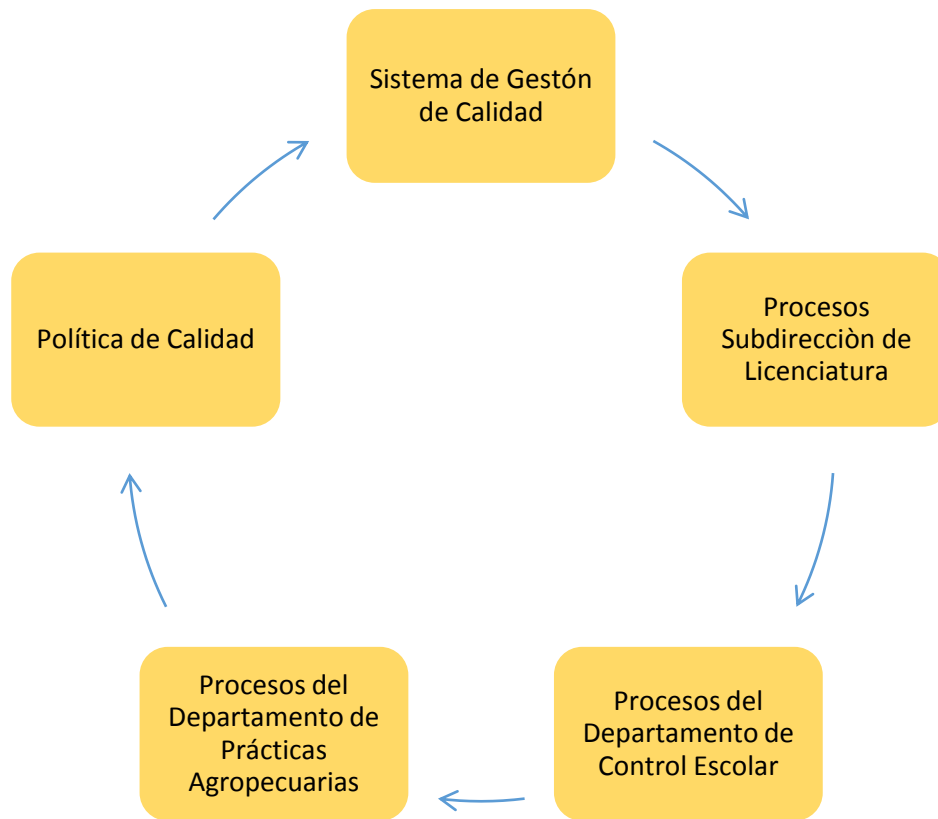 Sistema de Gestión
de Calidad
Procesos
Subdirecciòn de
Licenciatura
Procesos del
Departamento de
Control Escolar
Procesos del
Departamento de
Prácticas
Agropecuarias
Política de Calidad